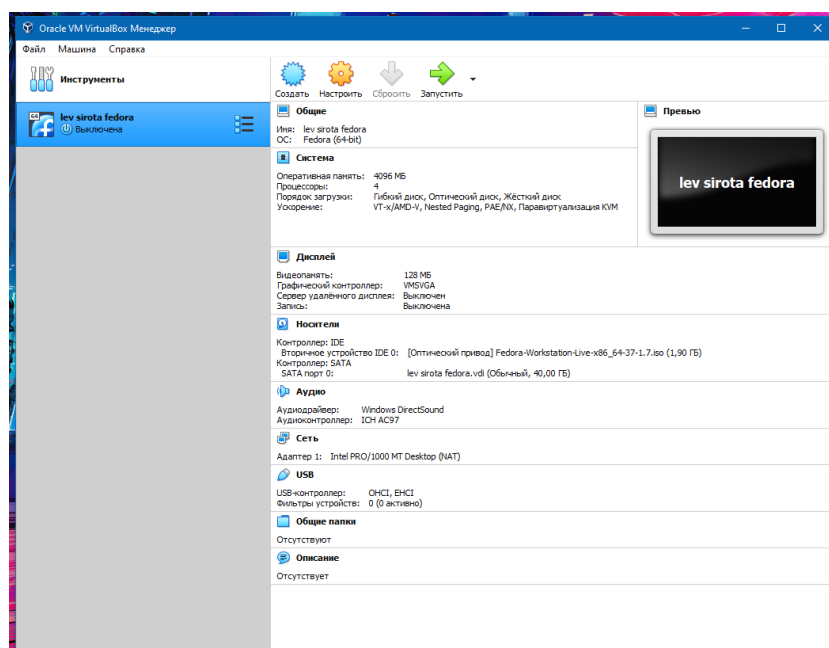 Oracle VM VirtualBox Менеджер
Файл Машина Справка
Инструменты
Создать Настроить Сбросить Запустить
64
lev sirota fedora
Выключена
Общие
Имя: lev sirota fedora
ОС: Fedora (64-bit)
Превью
lev sirota fedora
Система
Оперативная память: 4096 МБ
Процессоры: 4
Порядок загрузки: Гибкий диск, Оптический диск, Жёсткий диск
Ускорение: VT-x/AMD-V, Nested Paging, PAE/NX, Паравиртуализация KVM
Дисплей
Видеопамять: 128 МБ
Графический контроллер: VMSVGA
Сервер удалённого дисплея: Выключен
Запись: Выключена
Носители
Контроллер: IDE
Вторичное устройство IDE 0: [Оптический привод] Fedora-Workstation-Live-x86_64-37-1.7.iso (1,90 ГБ)
Контроллер: SATA
SATA порт 0: lev sirota fedora.vdi (Обычный, 40,00 ГБ)
Аудио
Аудиодрайвер: Windows DirectSound
Аудиоконтроллер: ICH AC97
Сеть
Адаптер 1: Intel PRO/1000 MT Desktop (NAT)
USB
USB-контроллер: OHCI, EHCI
Фильтры устройств: 0 (0 активно)
Общие папки
Отсутствуют
Описание
Отсутствует